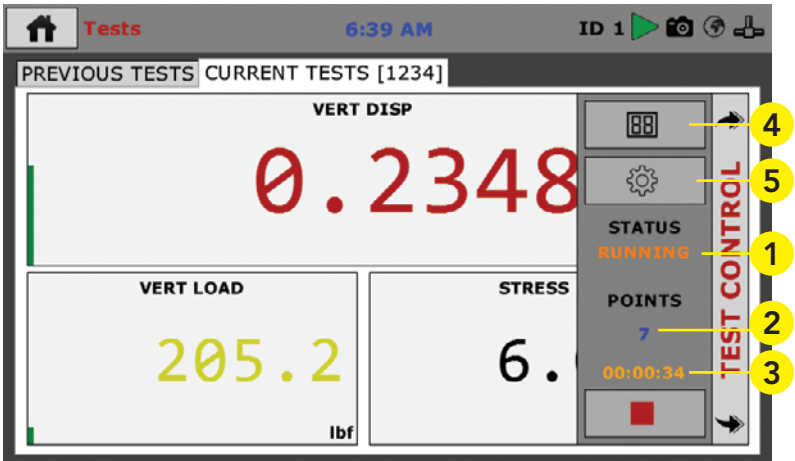 Tests
6:39 AM
ID 1
PREVIOUS TESTS
CURRENT TESTS [1234]
VERT DISP
0.2348
VERT LOAD
205.2
lbf
STRESS
6.
STATUS
RUNNING
POINTS
7
00:00:34
TEST CONTROL
88
4
5
1
2
3